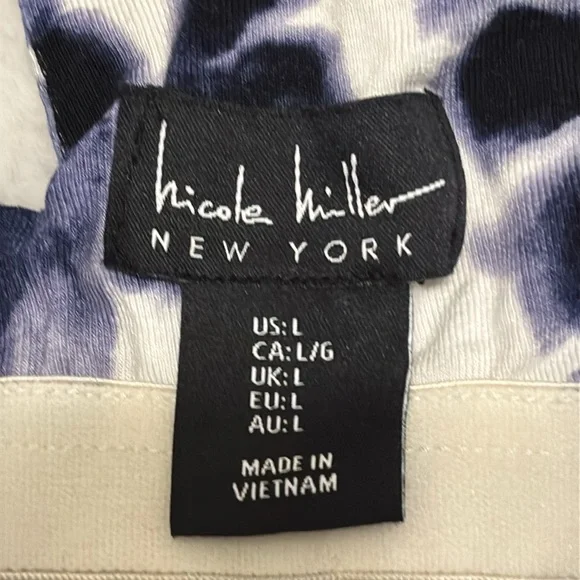 nicole miller
NEW YORK
US: L
CA: L/G
UK: L
EU: L
AU: L
MADE IN
VIETNAM